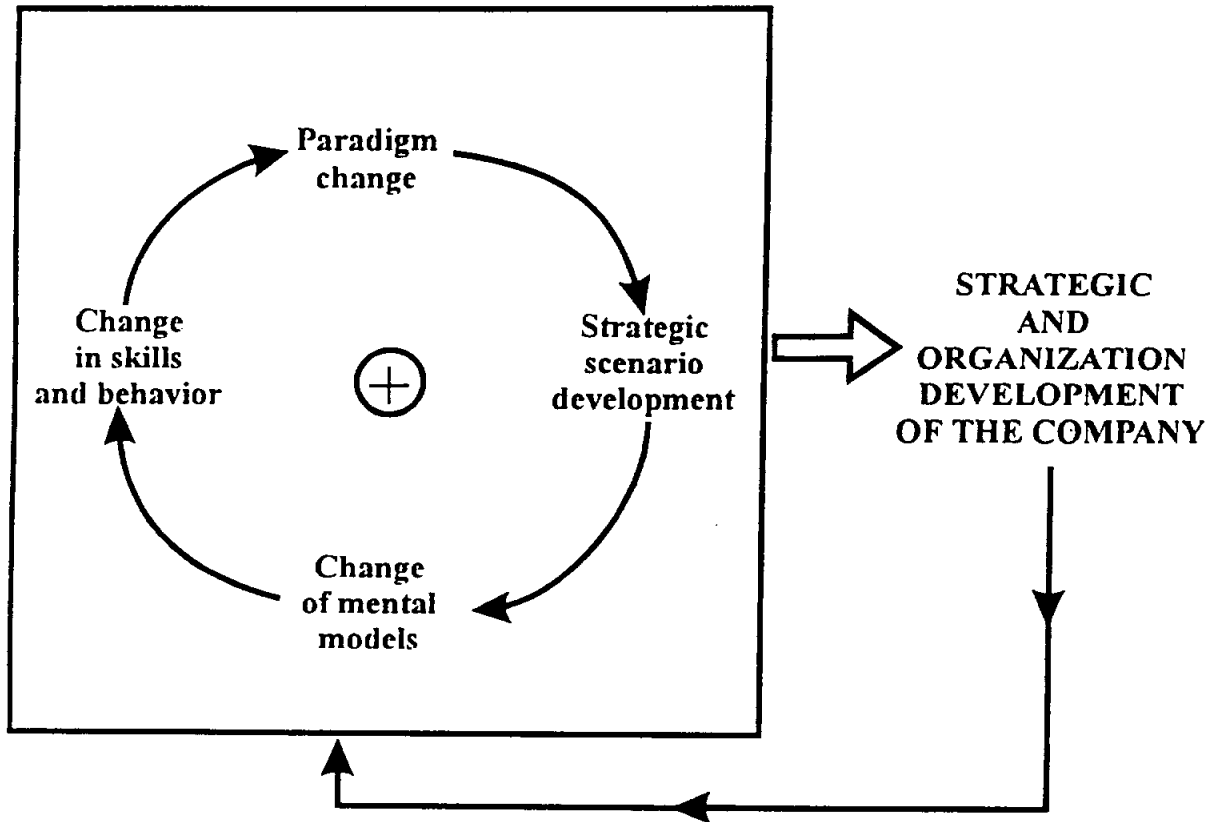 Paradigm
change
Strategic
scenario
development
Change
of mental
models
Change
in skills
and behavior
+
STRATEGIC
AND
ORGANIZATION
DEVELOPMENT
OF THE COMPANY